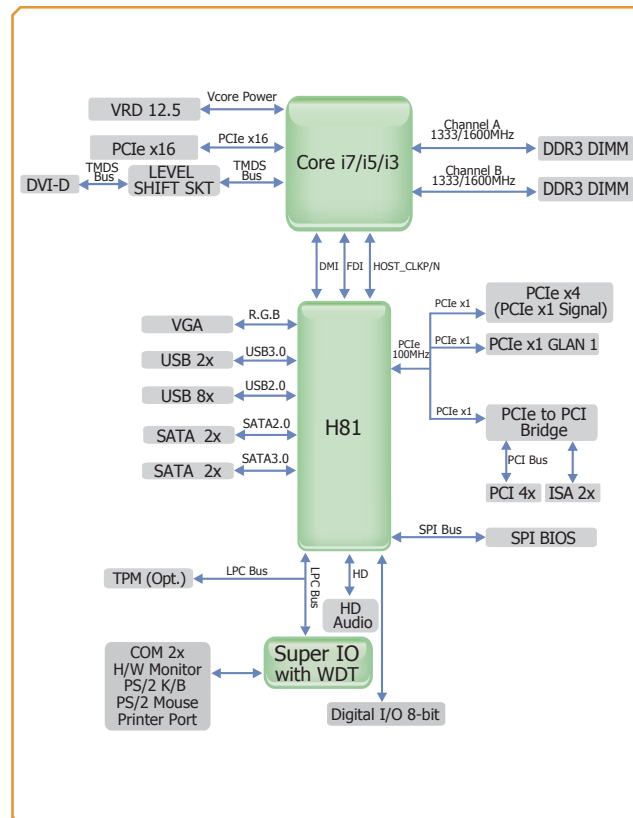 Vcore Power
VRD 12.5
PCIe x16
PCIe x16
TMDS
Bus
DVI-D
LEVEL
SHIFT SKT
TMDS
Bus
Core i7/i5/i3
Channel A
1333/1600MHz
DDR3 DIMM
Channel B
1333/1600MHz
DDR3 DIMM
DMI
FDI
HOST_CLKP/N
VGA
R.G.B
USB 2x
USB3.0
USB 8x
USB2.0
SATA 2x
SATA2.0
SATA 2x
SATA3.0
H81
PCIe
100MHz
PCIe x1
PCIe x4
(PCIe x1 Signal)
PCIe x1
PCIe x1 GLAN 1
PCIe x1
PCIe to PCI
Bridge
PCI Bus
PCI 4x
ISA 2x
SPI Bus
SPI BIOS
TPM (Opt.)
LPC Bus
LPC Bus
HD
HD
Audio
COM 2x
H/W Monitor
PS/2 K/B
PS/2 Mouse
Printer Port
Super IO
with WDT
Digital I/O 8-bit